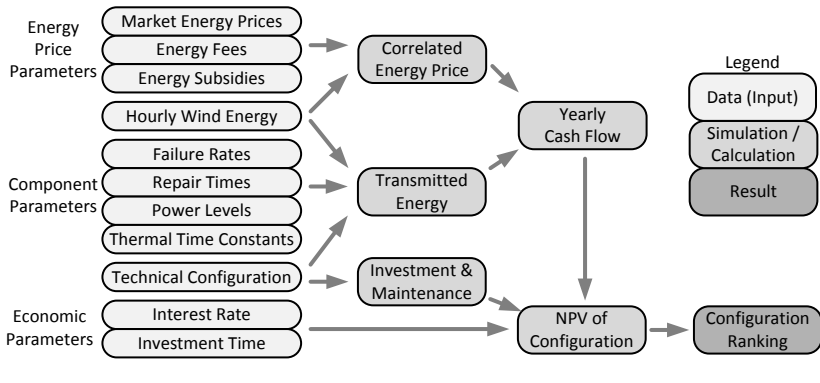 Energy
Price
Parameters
Market Energy Prices
Energy Fees
Energy Subsidies
Hourly Wind Energy
Component
Parameters
Failure Rates
Repair Times
Power Levels
Thermal Time Constants
Technical Configuration
Economic
Parameters
Interest Rate
Investment Time
Correlated
Energy Price
Transmitted
Energy
Investment &
Maintenance
Yearly
Cash Flow
NPV of
Configuration
Configuration
Ranking
Legend
Data (Input)
Simulation /
Calculation
Result